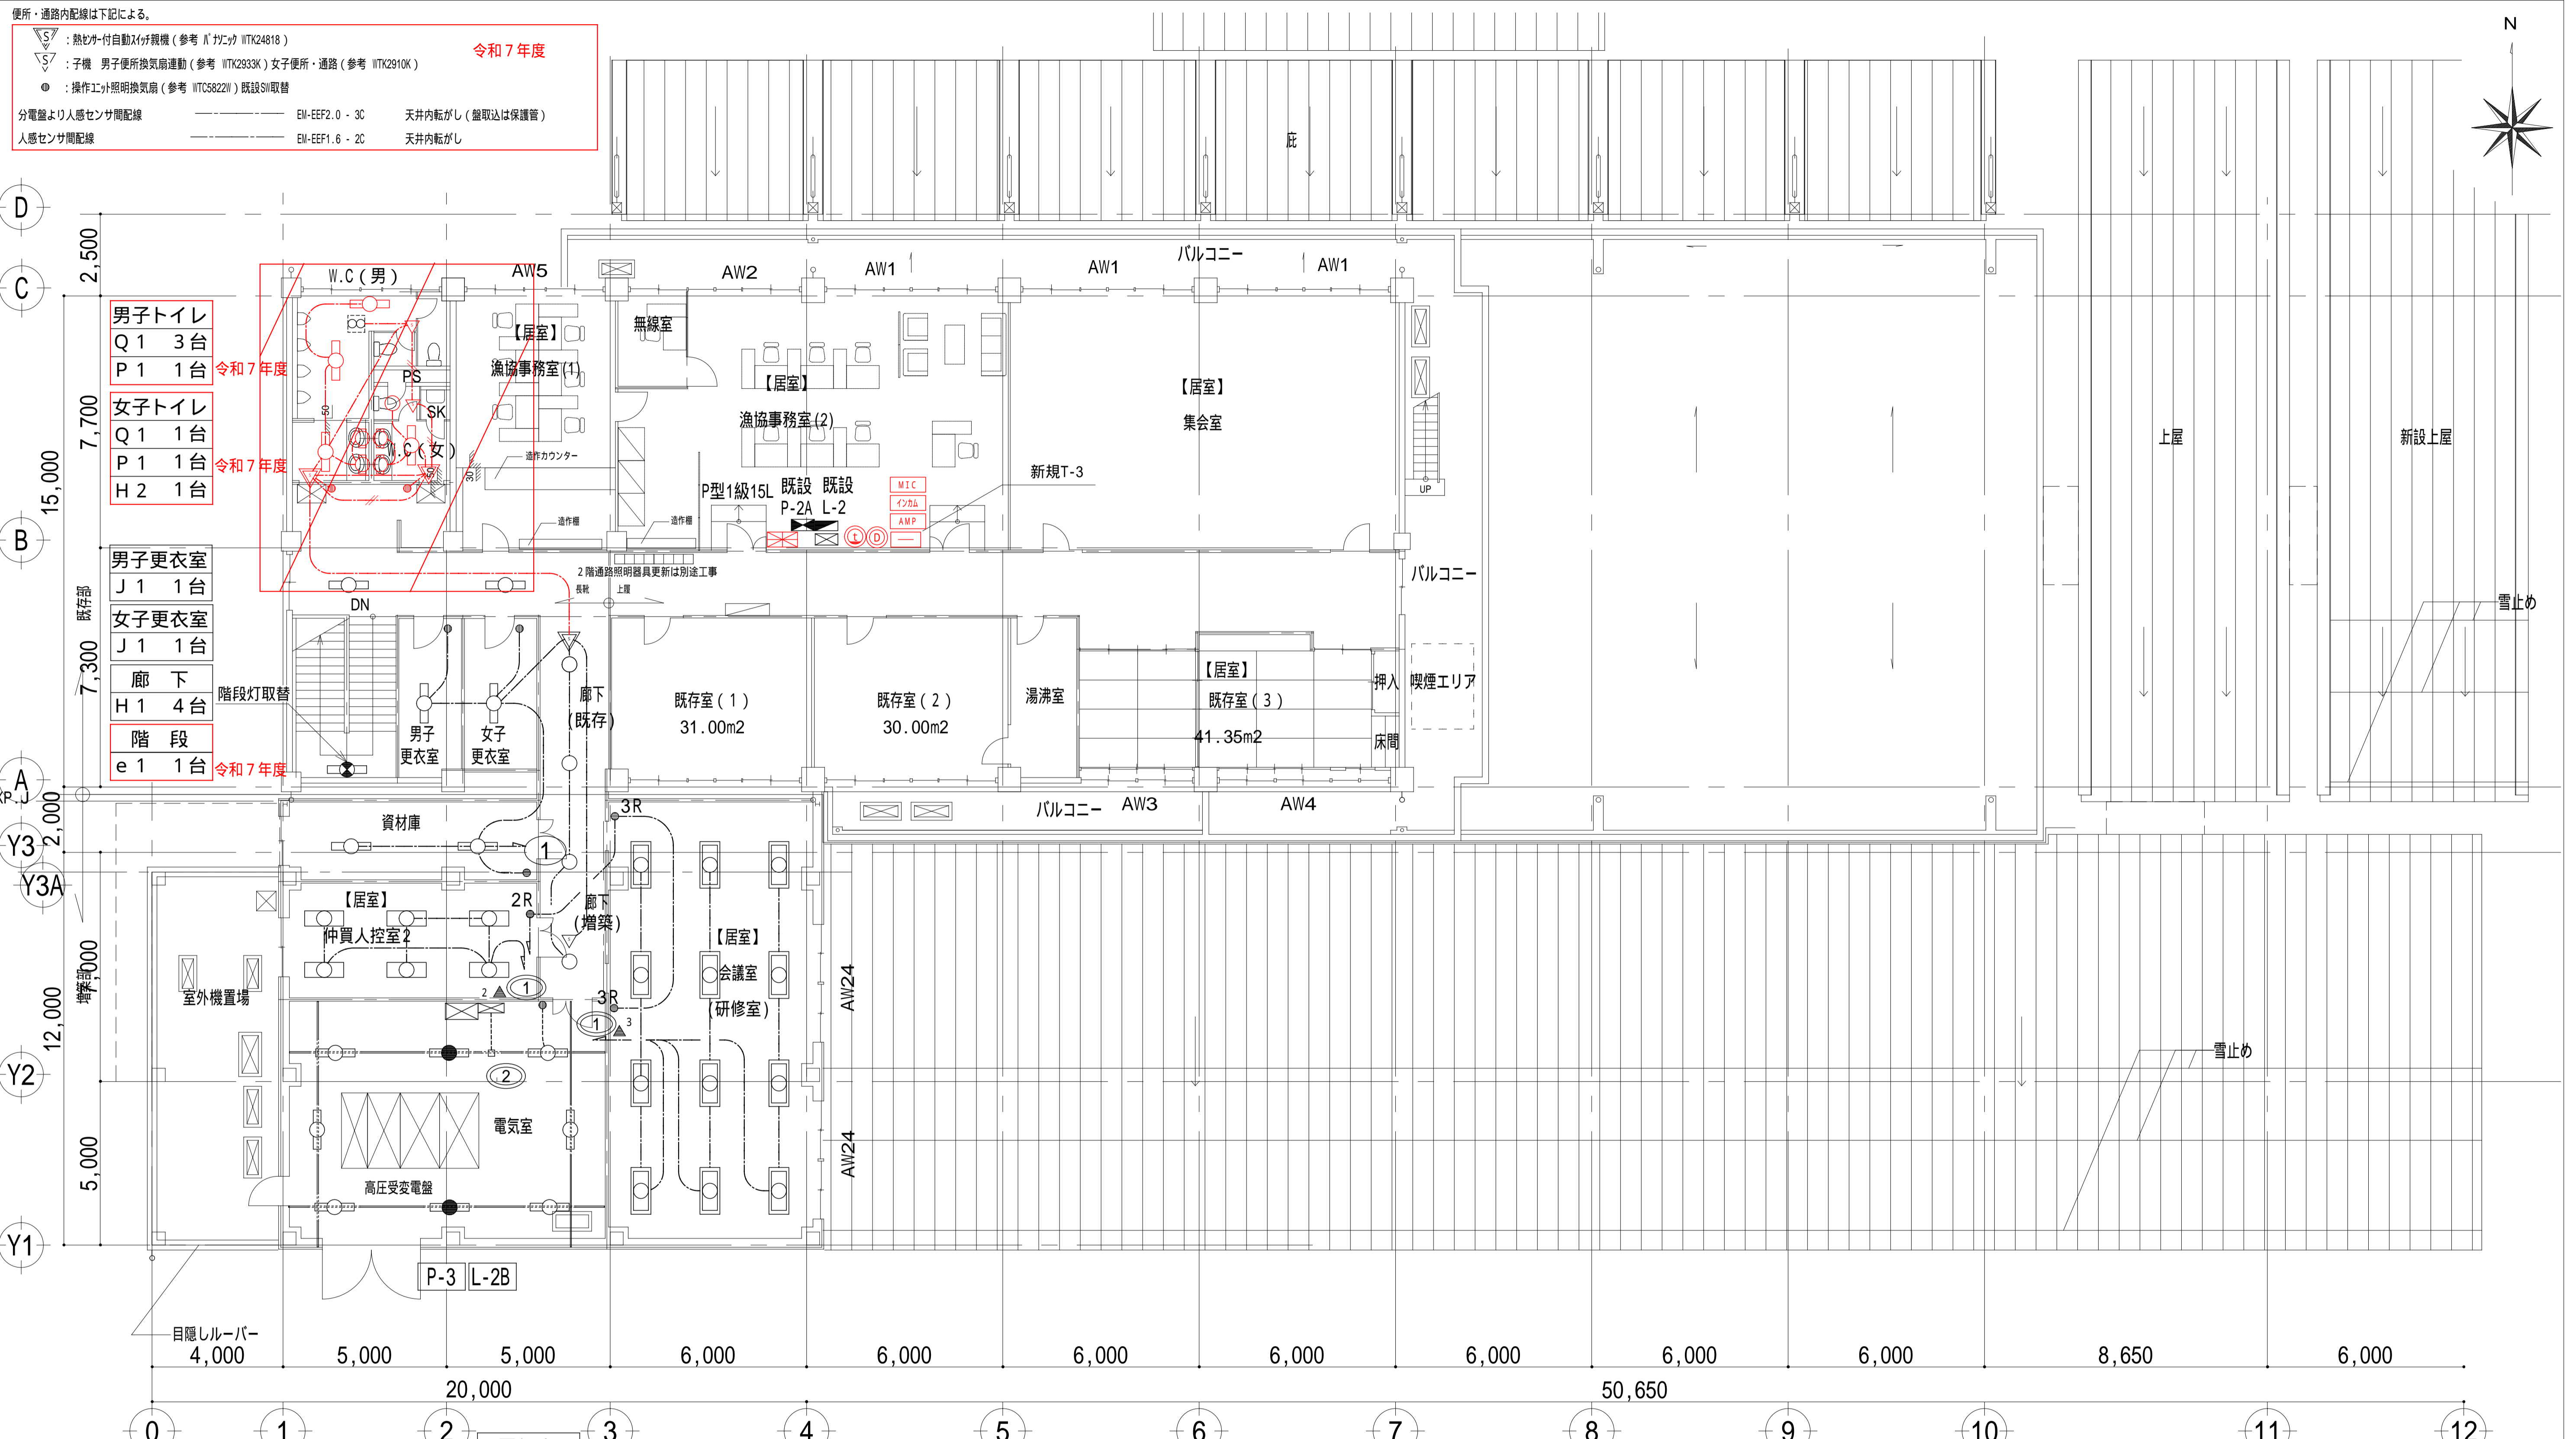 便所・通路内配線は下記による。
S : 熱センサー付自動スイッチ親機(参考 パナソニック WTK24818)
令和７年度
S : 子機 男子便所換気扇連動(参考 WTK2933K)女子便所・通路(参考 WTK2910K)
: 操作ユニット照明換気扇(参考 WTC5822W)既設SW取替
分電盤より人感センサ間配線 EM-EEF2.0 - 3C 天井内転がし(盤取込は保護管)
人感センサ間配線 EM-EEF1.6 - 2C 天井内転がし
N
庇
D
2,500
C
W.C(男)
AW5
AW2
AW1
AW1
バルコニー
AW1
男子トイレ
Q１ ３台
P１ １台
令和７年度
女子トイレ
Q１ １台
P１ １台
令和７年度
H２ １台
PS
SK
W.C(女)
50
50
30
【居室】
漁協事務室(1)
造作カウンター
無線室
【居室】
漁協事務室(2)
【居室】
集会室
UP
上屋
新設上屋
7,700
15,000
P型1級15L
既設 既設
P-2A L-2
MIC
インカム
AMP
t
D
新規T-3
造作棚
造作棚
B
２階通路照明器具更新は別途工事
長靴
上履
バルコニー
既存部
7,300
男子更衣室
J１ １台
女子更衣室
J１ １台
廊 下
H１ ４台
階段灯取替
階 段
e１ １台
令和７年度
DN
男子
更衣室
女子
更衣室
廊下
(既存)
既存室(１)
31.00m2
既存室(２)
30.00m2
湯沸室
【居室】
既存室(３)
41.35m2
押入
床間
喫煙エリア
雪止め
A
XP.J
2,000
資材庫
3R
バルコニー
AW3
AW4
Y3
1
Y3A
【居室】
仲買人控室2
2R
廊下
(増築)
【居室】
会議室
(研修室)
AW24
増築部
7,000
12,000
室外機置場
2
1
3R
1
3
Y2
2
電気室
高圧受変電盤
AW24
雪止め
5,000
Y1
P-3
L-2B
目隠しルーバー
4,000
5,000
5,000
6,000
6,000
6,000
6,000
6,000
6,000
6,000
8,650
6,000
20,000
50,650
0
1
2
3
4
5
6
7
8
9
10
11
12